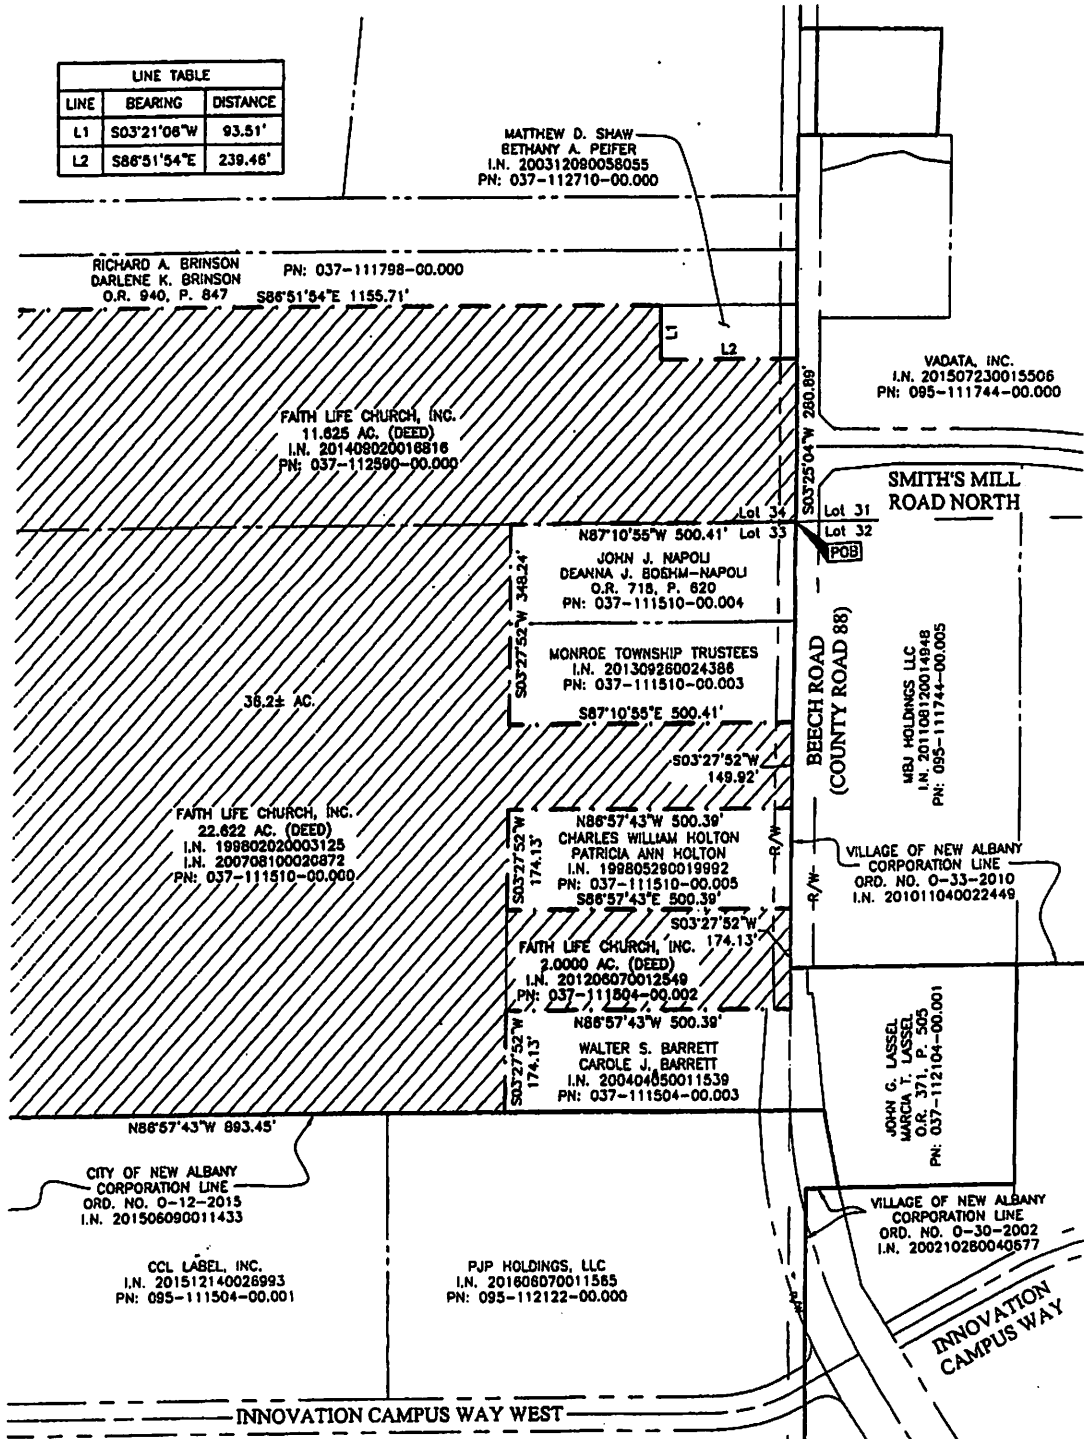 LINE TABLE
LINE BEARING DISTANCE
L1 S03°21'06"W 93.51'
L2 S86°51'54"E 239.46'
MATTHEW D. SHAW
BETHANY A. PEIFER
I.N. 200312090058055
PN: 037-112710-00.000
RICHARD A. BRINSON
DARLENE K. BRINSON
O.R. 940, P. 847
PN: 037-111798-00.000
S86°51'54"E 1155.71'
L1
L2
VADATA, INC.
I.N. 201507230015506
PN: 095-111744-00.000
S03°25'04"W 280.89'
FAITH LIFE CHURCH, INC.
11.625 AC. (DEED)
I.N. 201409020016816
PN: 037-112590-00.000
SMITH'S MILL
ROAD NORTH
Lot 34
Lot 31
Lot 33
Lot 32
POB
N87°10'55"W 500.41'
JOHN J. NAPOLI
DEANNA J. BOEHM-NAPOLI
O.R. 718, P. 620
PN: 037-111510-00.004
S03°27'52"W 348.24'
MONROE TOWNSHIP TRUSTEES
I.N. 201309260024386
PN: 037-111510-00.003
S87°10'55"E 500.41'
36.2± AC.
BEECH ROAD
(COUNTY ROAD 88)
MBJ HOLDINGS LLC
I.N. 201108120014948
PN: 095-111744-00.005
S03°27'52"W
149.92'
FAITH LIFE CHURCH, INC.
22.622 AC. (DEED)
I.N. 199802020003125
I.N. 200708100020872
PN: 037-111510-00.000
N86°57'43"W 500.39'
CHARLES WILLIAM HOLTON
PATRICIA ANN HOLTON
I.N. 199805290019992
PN: 037-111510-00.005
S86°57'43"E 500.39'
S03°27'52"W
174.13'
R/W
R/W
VILLAGE OF NEW ALBANY
CORPORATION LINE
ORD. NO. O-33-2010
I.N. 201011040022449
S03°27'52"W
174.13'
FAITH LIFE CHURCH, INC.
2.0000 AC. (DEED)
I.N. 201206070012549
PN: 037-111504-00.002
N86°57'43"W 500.39'
S03°27'52"W
174.13'
WALTER S. BARRETT
CAROLE J. BARRETT
I.N. 200404050011539
PN: 037-111504-00.003
JOHN G. LASSEL
MARCIA T. LASSEL
O.R. 371, P. 505
PN: 037-112104-00.001
N86°57'43"W 893.45'
CITY OF NEW ALBANY
CORPORATION LINE
ORD. NO. O-12-2015
I.N. 201506090011433
VILLAGE OF NEW ALBANY
CORPORATION LINE
ORD. NO. O-30-2002
I.N. 200210280040677
CCL LABEL, INC.
I.N. 201512140026993
PN: 095-111504-00.001
PJP HOLDINGS, LLC
I.N. 201606070011565
PN: 095-112122-00.000
R/W
INNOVATION
CAMPUS WAY
INNOVATION CAMPUS WAY WEST